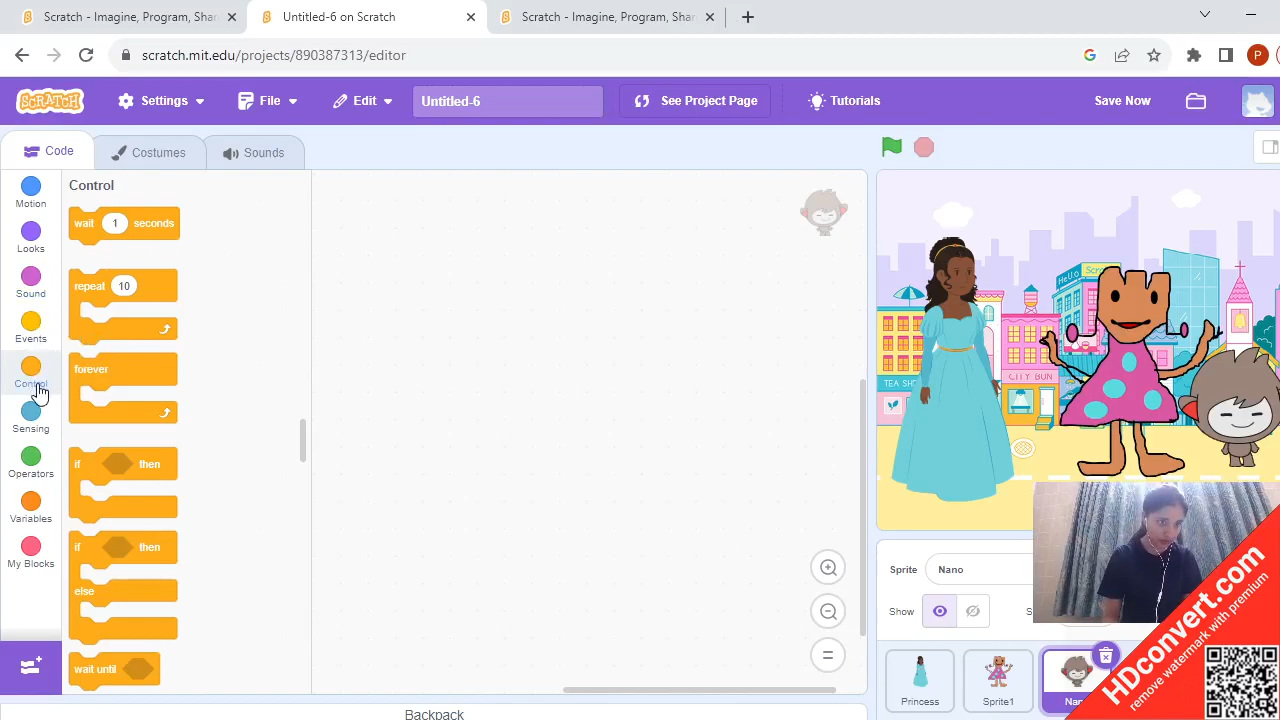 Scratch - Imagine, Program, Shar
Untitled-6 on Scratch
Scratch - Imagine, Program, Shar
scratch.mit.edu/projects/890387313/editor
P
SCRATCH
Settings
File
Edit
Untitled-6
See Project Page
Tutorials
Save Now
Code
Costumes
Sounds
Motion
Looks
Sound
Events
Control
Sensing
Operators
Variables
My Blocks
Control
wait 1 seconds
repeat 10
forever
if then
if then
else
wait until
Hello
TEA
CITY BUN
Sprite
Nano
Show
Princess
Sprite1
Backpack
HDconvert.com
remove watermark with premium